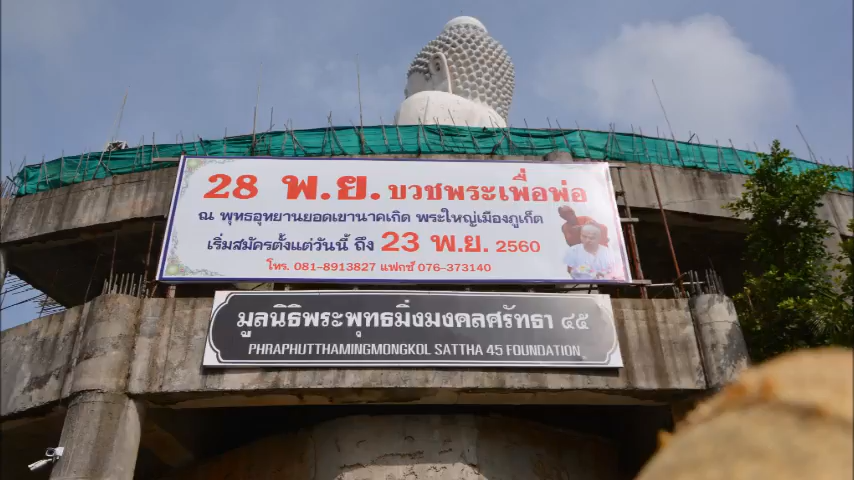 28 พ.ย. บวชพระเพื่อพ่อ
ณ พุทธอุทยานยอดเขานาคเกิด พระใหญ่เมืองภูเก็ต
เริ่มสมัครตั้งแต่วันนี้ ถึง 23 พ.ย. 2560
โทร. 081-8913827 แฟกซ์ 076-373140
มูลนิธิพระพุทธมิ่งมงคลศรัทธา ๔๕
PHRAPHUTTHAMINGMONGKOL SATTHA 45 FOUNDATION